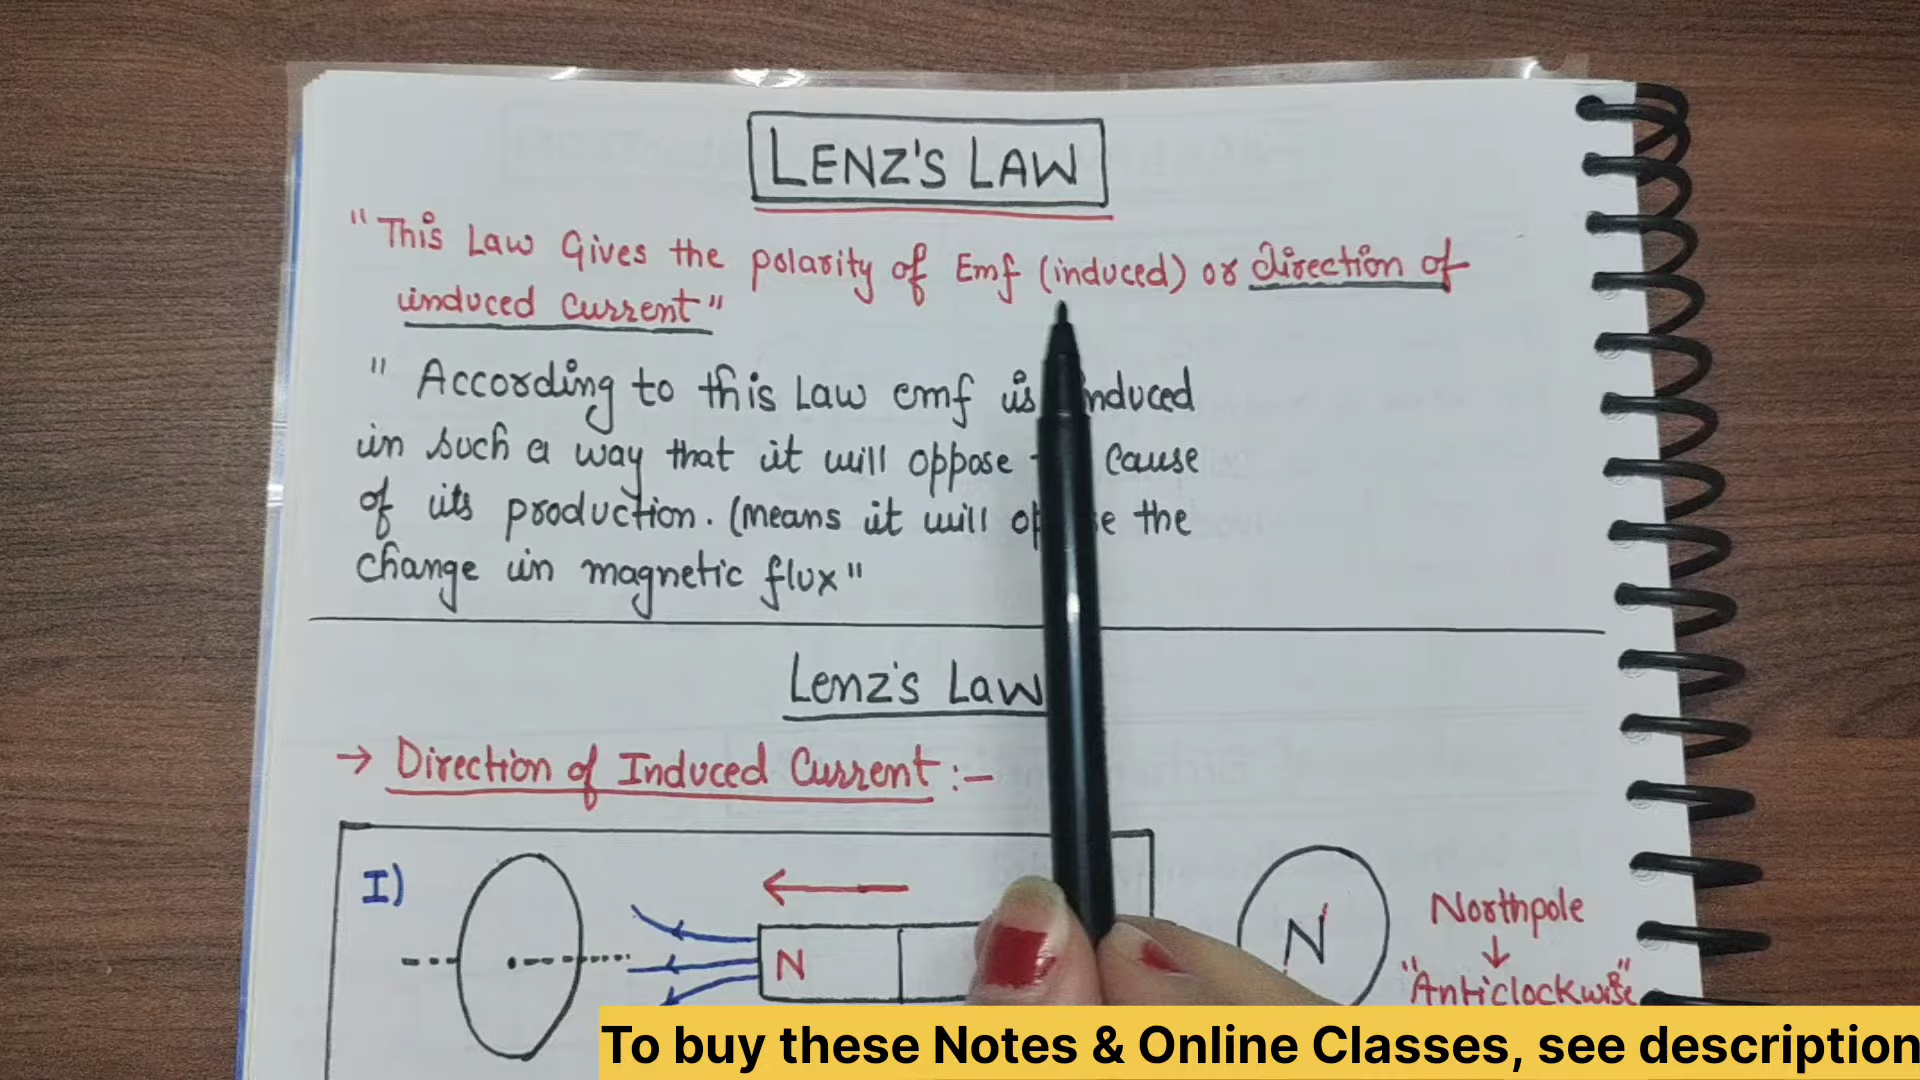 LENZ'S LAW
"This Law Gives the polarity of Emf (induced) or direction of
induced Current"
" According to this Law emf is induced
in such a way that it will oppose cause
of its production. (Means it will the
change in magnetic flux"
Lenz's Law
→ Direction of Induced Current :-
I)
N
N
Northpole
↓
"Anticlockwise"
To buy these Notes & Online Classes, see description